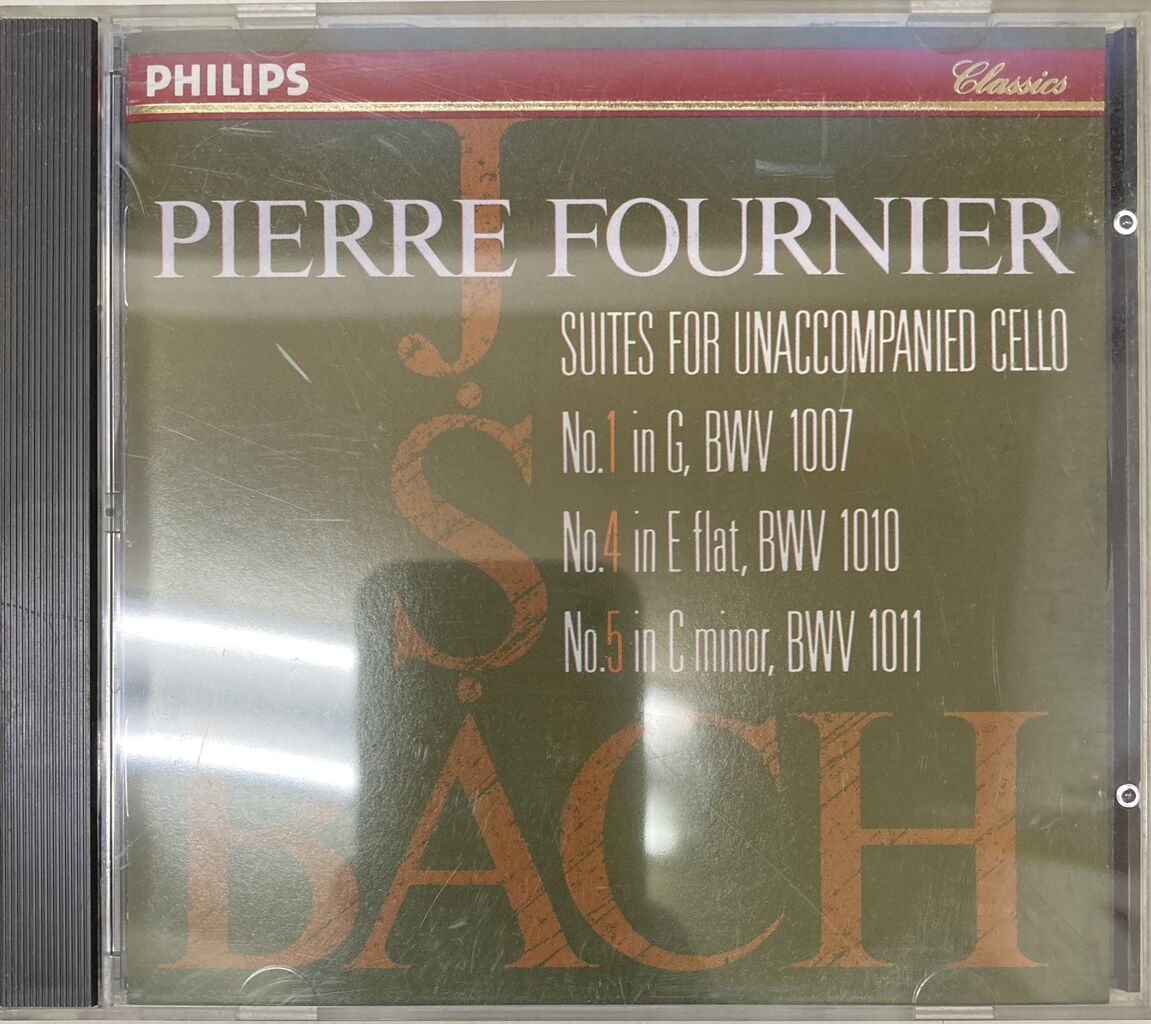 PHILIPS
Classics
PIERRE FOURNIER
SUITES FOR UNACCOMPANIED CELLO
No.1 in G, BWV 1007
No.4 in E flat, BWV 1010
No.5 in C minor, BWV 1011
J.
S.
BACH